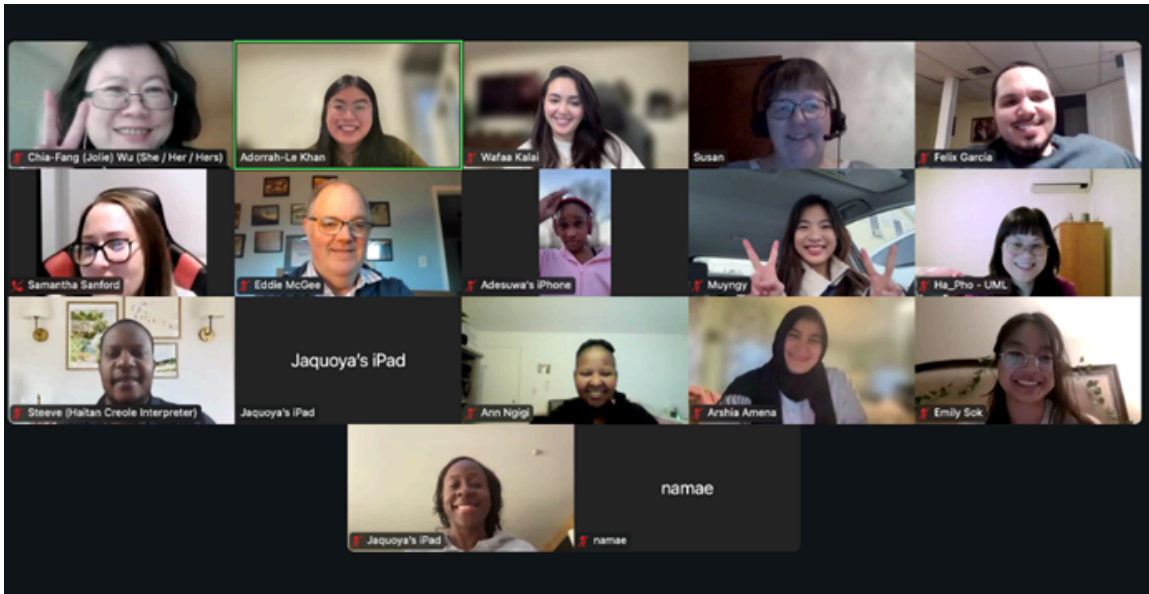 Chia-Fang (Jolie) Wu (She / Her / Hers)
Adorrah-Le Khan
Wafaa Kalai
Susan
Felix Garcia
Samantha Sanford
Eddie McGee
Adesuwa's iPhone
Muyngy
Ha_Pho - UML
Steeve (Haitan Creole Interpreter)
Jaquoya's iPad
Jaquoya's iPad
Ann Ngigi
Arshia Amena
Emily Sok
Jaquoya's iPad
namae
namae